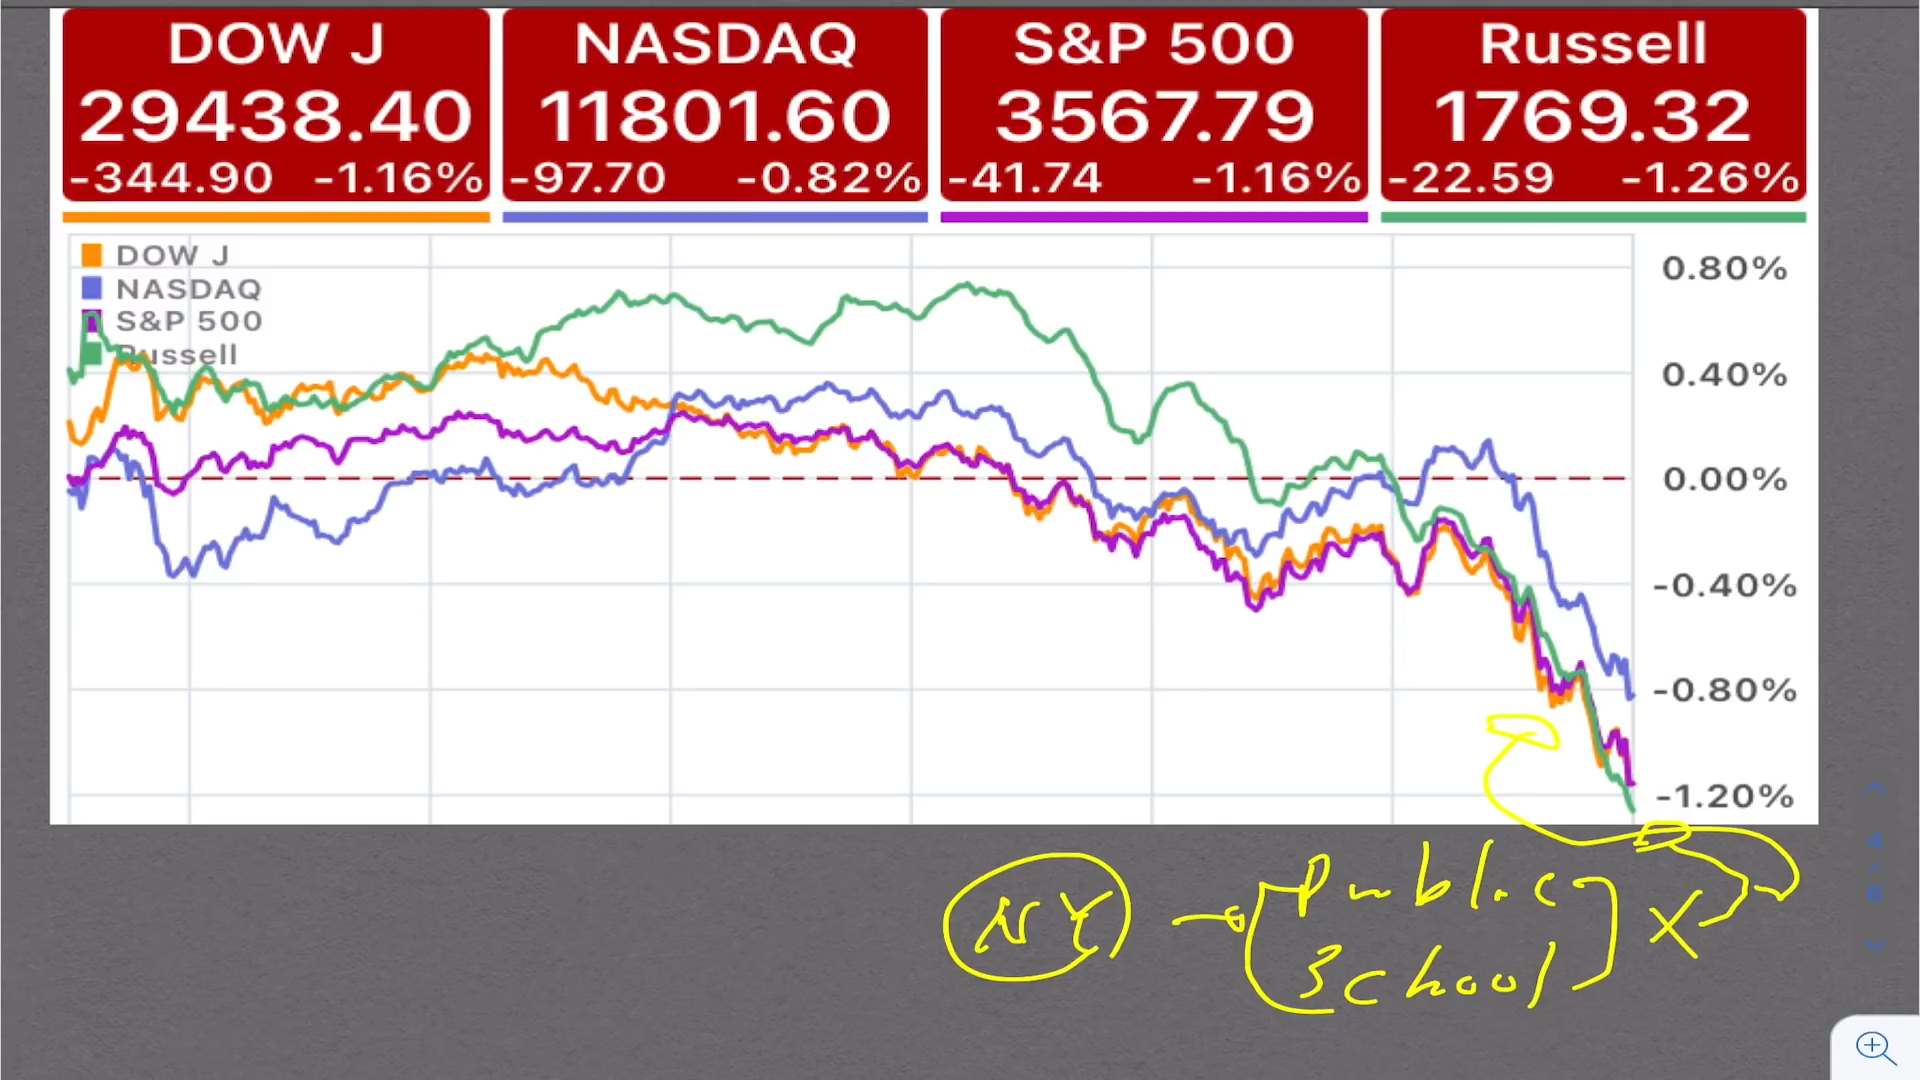 DOW J
29438.40
-344.90 -1.16%
NASDAQ
11801.60
-97.70 -0.82%
S&P 500
3567.79
-41.74 -1.16%
Russell
1769.32
-22.59 -1.26%
DOW J
NASDAQ
S&P 500
Russell
0.80%
0.40%
0.00%
-0.40%
-0.80%
-1.20%
NY → Public X
School